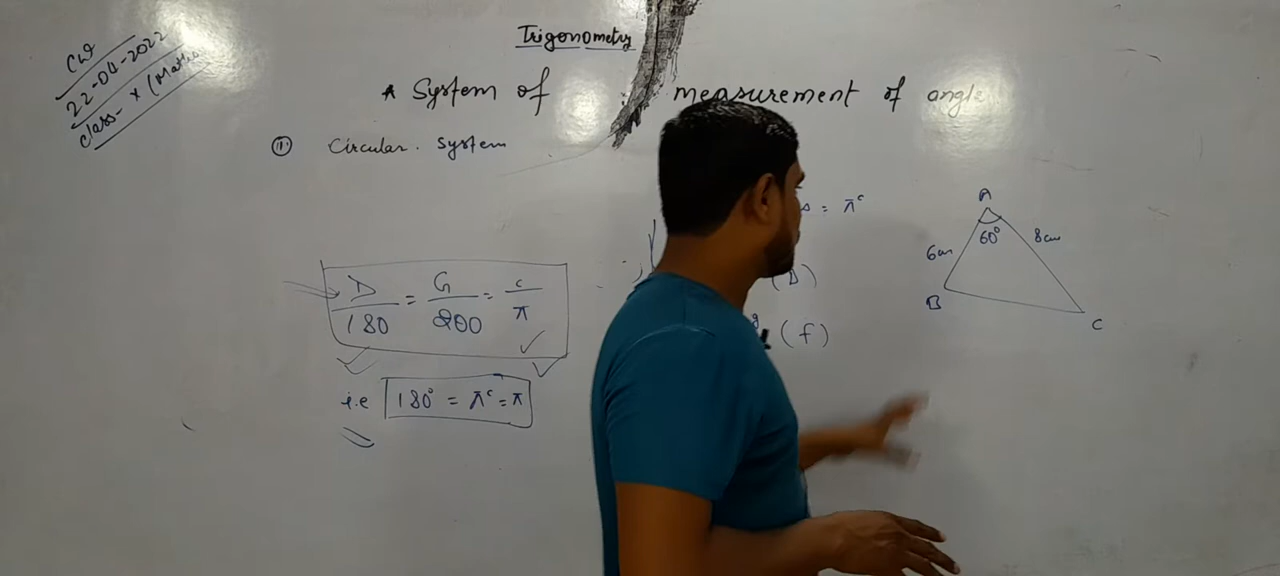 CW
22-04-2022
Class- X (Maths
Trigonometry
* System of measurement of angle
(II) Circular system
= π^c
(D)
g (f)
D/180 = G/200 = c/π
i.e 180° = π^c = π
A
60°
6cm
8cm
B
C